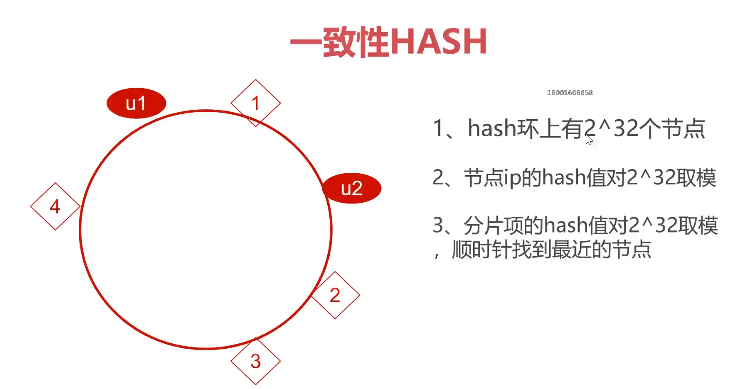 一致性HASH
u1
1
u2
4
2
3
1、hash环上有2^32个节点
2、节点ip的hash值对2^32取模
3、分片项的hash值对2^32取模
，顺时针找到最近的节点